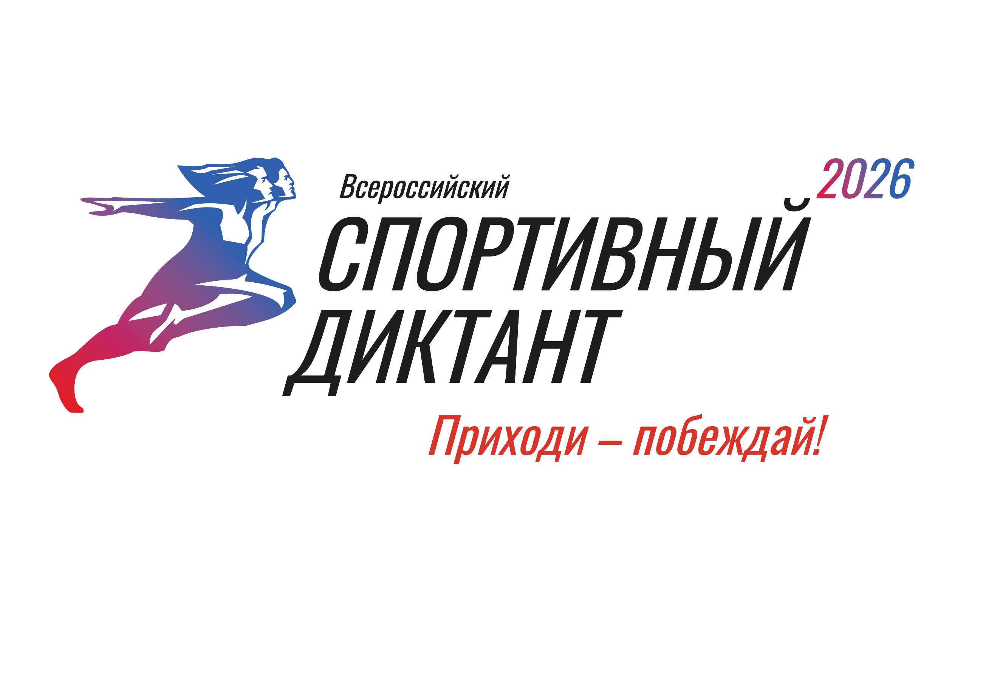 2026
Всероссийский
СПОРТИВНЫЙ
ДИКТАНТ
Приходи – побеждай!